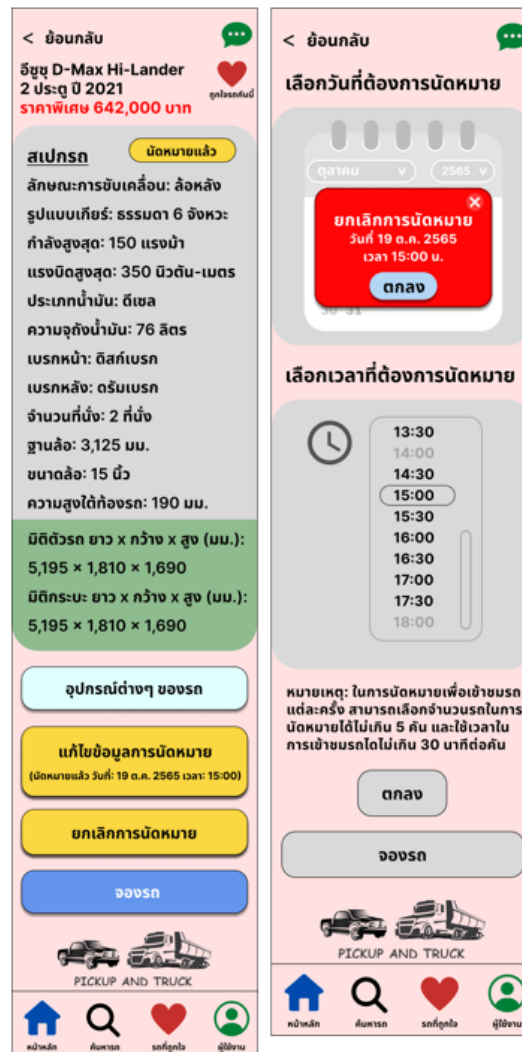 < ย้อนกลับ
อีซูซุ D-Max Hi-Lander
2 ประตู ปี 2021
ราคาพิเศษ 642,000 บาท
ถูกใจรถคันนี้
สเปกรถ
นัดหมายแล้ว
ลักษณะการขับเคลื่อน: ล้อหลัง
รูปแบบเกียร์: ธรรมดา 6 จังหวะ
กำลังสูงสุด: 150 แรงม้า
แรงบิดสูงสุด: 350 นิวตัน-เมตร
ประเภทน้ำมัน: ดีเซล
ความจุถังน้ำมัน: 76 ลิตร
เบรกหน้า: ดิสก์เบรก
เบรกหลัง: ดรัมเบรก
จำนวนที่นั่ง: 2 ที่นั่ง
ฐานล้อ: 3,125 มม.
ขนาดล้อ: 15 นิ้ว
ความสูงใต้ท้องรถ: 190 มม.
มิติตัวรถ ยาว x กว้าง x สูง (มม.):
5,195 × 1,810 × 1,690
มิติกระบะ ยาว x กว้าง x สูง (มม.):
5,195 × 1,810 × 1,690
อุปกรณ์ต่างๆ ของรถ
แก้ไขข้อมูลการนัดหมาย
(นัดหมายแล้ว วันที่: 19 ต.ค. 2565 เวลา: 15:00)
ยกเลิกการนัดหมาย
จองรถ
PICKUP AND TRUCK
หน้าหลัก
ค้นหารถ
รถที่ถูกใจ
ผู้ใช้งาน
< ย้อนกลับ
เลือกวันที่ต้องการนัดหมาย
ตุลาคม v
2565 v
ยกเลิกการนัดหมาย
วันที่ 19 ต.ค. 2565
เวลา 15:00 น.
ตกลง
30 31
เลือกเวลาที่ต้องการนัดหมาย
13:30
14:00
14:30
15:00
15:30
16:00
16:30
17:00
17:30
18:00
หมายเหตุ: ในการนัดหมายเพื่อเข้าชมรถ
แต่ละครั้ง สามารถเลือกจำนวนรถในการ
นัดหมายได้ไม่เกิน 5 คัน และใช้เวลาใน
การเข้าชมรถไดไม่เกิน 30 นาทีต่อคัน
ตกลง
จองรถ
PICKUP AND TRUCK
หน้าหลัก
ค้นหารถ
รถที่ถูกใจ
ผู้ใช้งาน